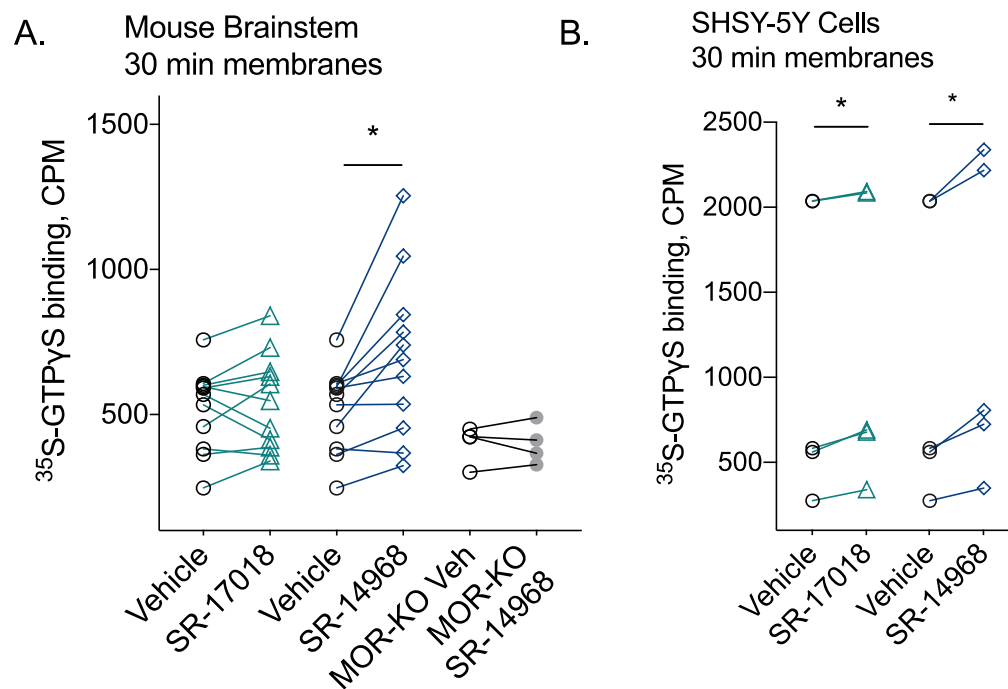 A.
Mouse Brainstem
30 min membranes
*
1500
1000
500
³⁵S-GTPγS binding, CPM
Vehicle
SR-17018
Vehicle
SR-14968
MOR-KO Veh
MOR-KO
SR-14968
B.
SHSY-5Y Cells
30 min membranes
*
*
2500
2000
1500
1000
500
³⁵S-GTPγS binding, CPM
Vehicle
SR-17018
Vehicle
SR-14968